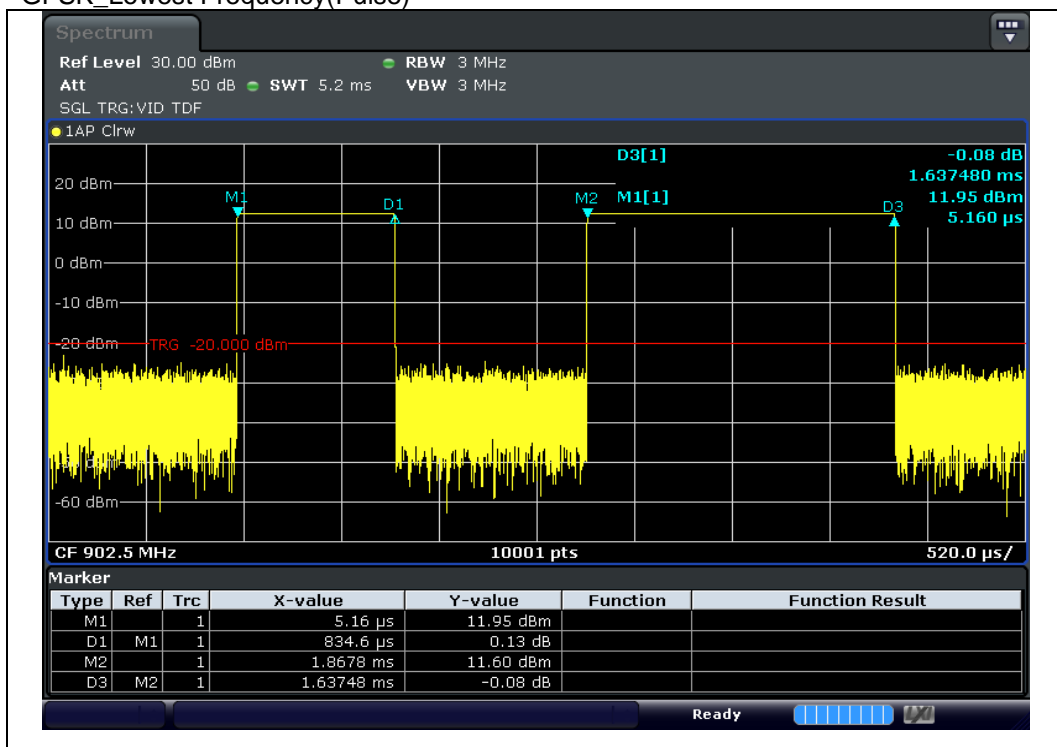 GFSK_Lowest Frequency(Pulse)
Spectrum
Ref Level 30.00 dBm RBW 3 MHz
Att 50 dB SWT 5.2 ms VBW 3 MHz
SGL TRG:VID TDF
1AP Clrw
D3[1] -0.08 dB
1.637480 ms
M1[1] 11.95 dBm
5.160 µs
20 dBm
M1 D1 M2 D3
10 dBm
0 dBm
-10 dBm
-20 dBm TRG -20.000 dBm
-60 dBm
CF 902.5 MHz 10001 pts 520.0 µs/
Marker
Type Ref Trc X-value Y-value Function Function Result
M1 1 5.16 µs 11.95 dBm
D1 M1 1 834.6 µs 0.13 dB
M2 1 1.8678 ms 11.60 dBm
D3 M2 1 1.63748 ms -0.08 dB
Ready LXI